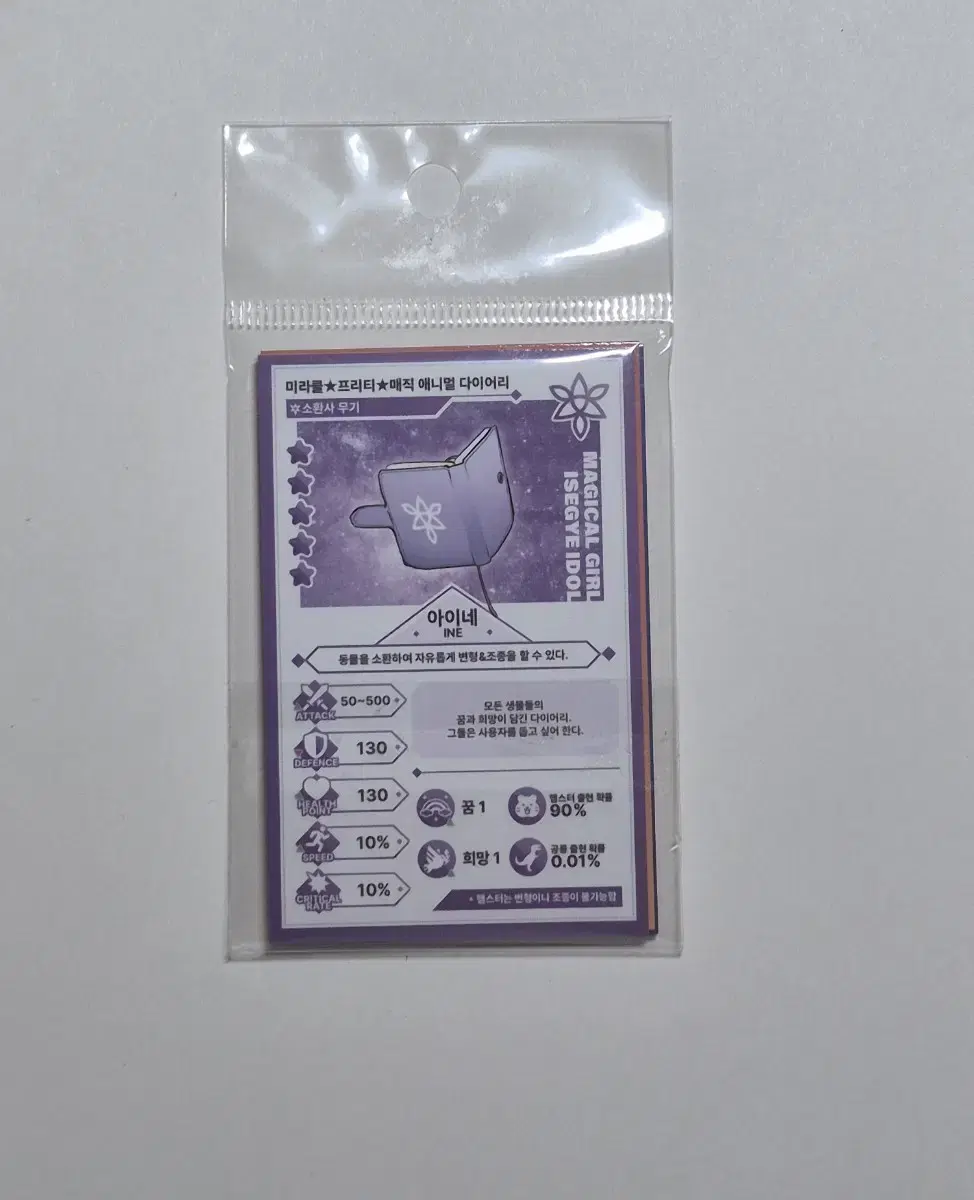 미라클★프리티★매직 애니멀 다이어리
소환사 무기
MAGICAL GIRL
ISEGYE IDOL
아이네
INE
동물을 소환하여 자유롭게 변형&조종을 할 수 있다.
ATTACK 50~500
모든 생물들의
꿈과 희망이 담긴 다이어리.
그들은 사용자를 돕고 싶어 한다.
DEFENCE 130
HEALTH POINT 130
SPEED 10%
CRITICAL RATE 10%
꿈 1
햄스터 출현 확률
90%
희망 1
공룡 출현 확률
0.01%
햄스터는 변형이나 조종이 불가능함